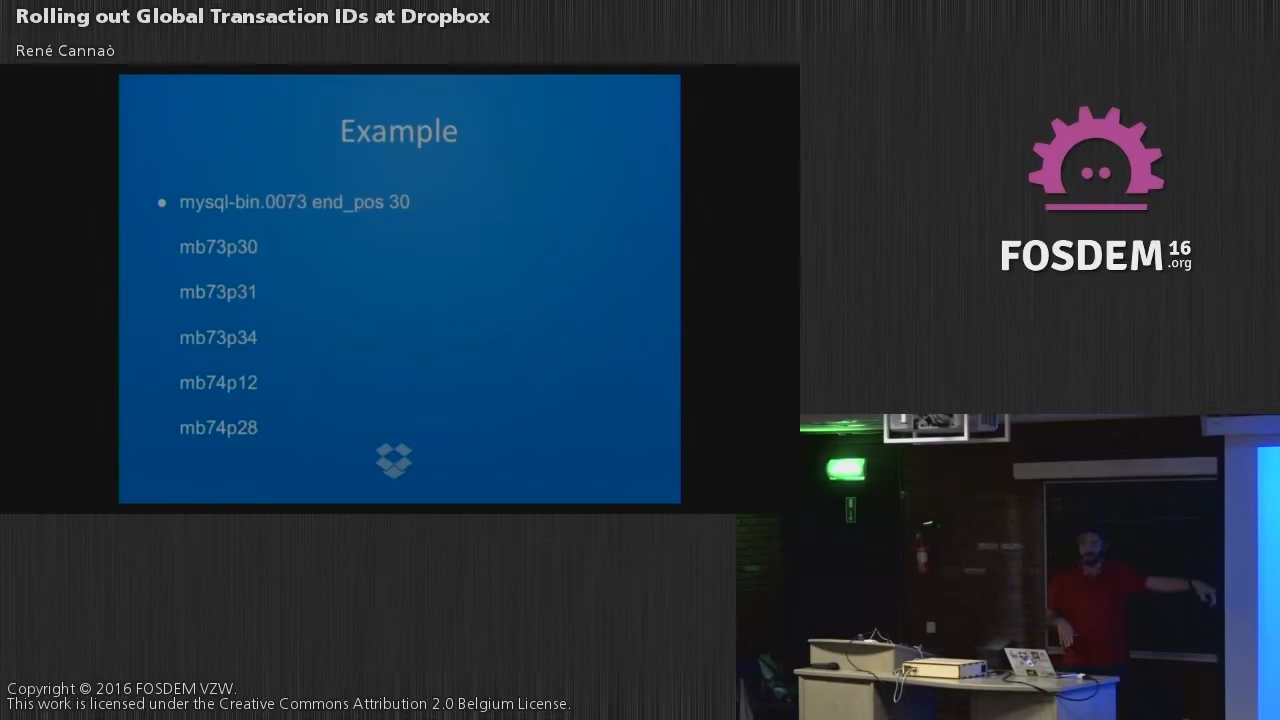 Rolling out Global Transaction IDs at Dropbox
René Cannaò
Example
• mysql-bin.0073 end_pos 30
mb73p30
mb73p31
mb73p34
mb74p12
mb74p28
FOSDEM 16
.org
Copyright © 2016 FOSDEM VZW.
This work is licensed under the Creative Commons Attribution 2.0 Belgium License.